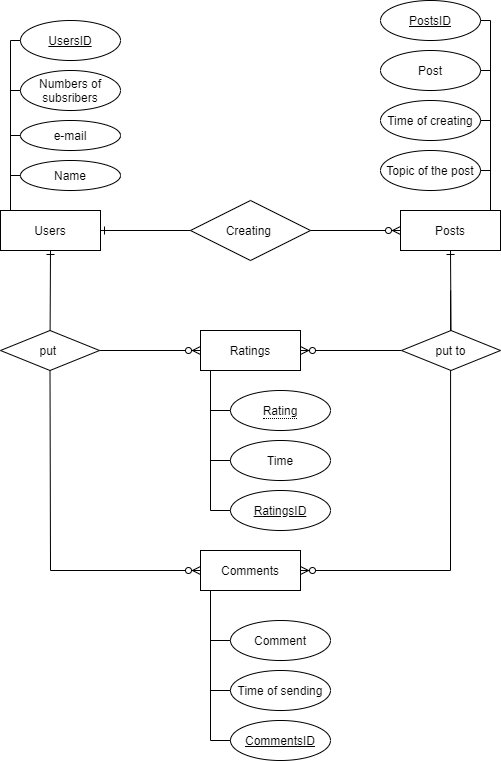 UsersID
Numbers of
subsribers
e-mail
Name
PostsID
Post
Time of creating
Topic of the post
Users
Creating
Posts
put
Ratings
put to
Rating
Time
RatingsID
Comments
Comment
Time of sending
CommentsID